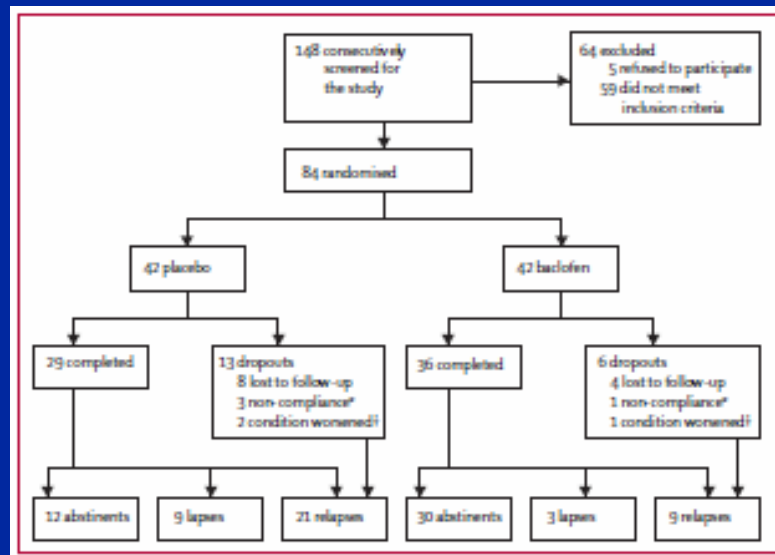 148 consecutively
screened for
the study
64 excluded
5 refused to participate
59 did not meet
inclusion criteria
84 randomised
42 placebo
42 baclofen
29 completed
13 dropouts
8 lost to follow-up
3 non-compliance*
2 condition worsened†
36 completed
6 dropouts
4 lost to follow-up
1 non-compliance*
1 condition worsened†
12 abstinents
9 lapses
21 relapses
30 abstinents
3 lapses
9 relapses